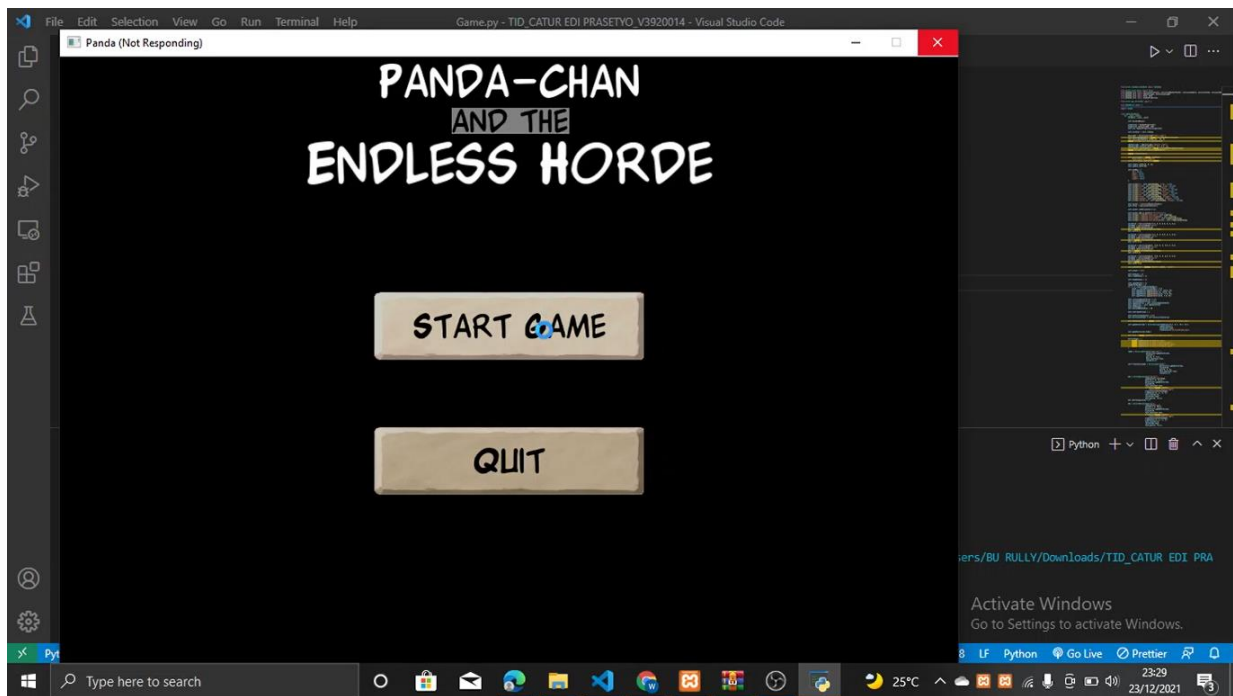 File Edit Selection View Go Run Terminal Help
Game.py - TID_CATUR EDI PRASETYO_V3920014 - Visual Studio Code
Panda (Not Responding)
PANDA-CHAN
AND THE
ENDLESS HORDE
START GAME
QUIT
Python
sers/BU RULLY/Downloads/TID_CATUR EDI PRA
Activate Windows
Go to Settings to activate Windows.
Pyt
8 LF Python Go Live Prettier
Type here to search
25°C
23:29
23/12/2021
3